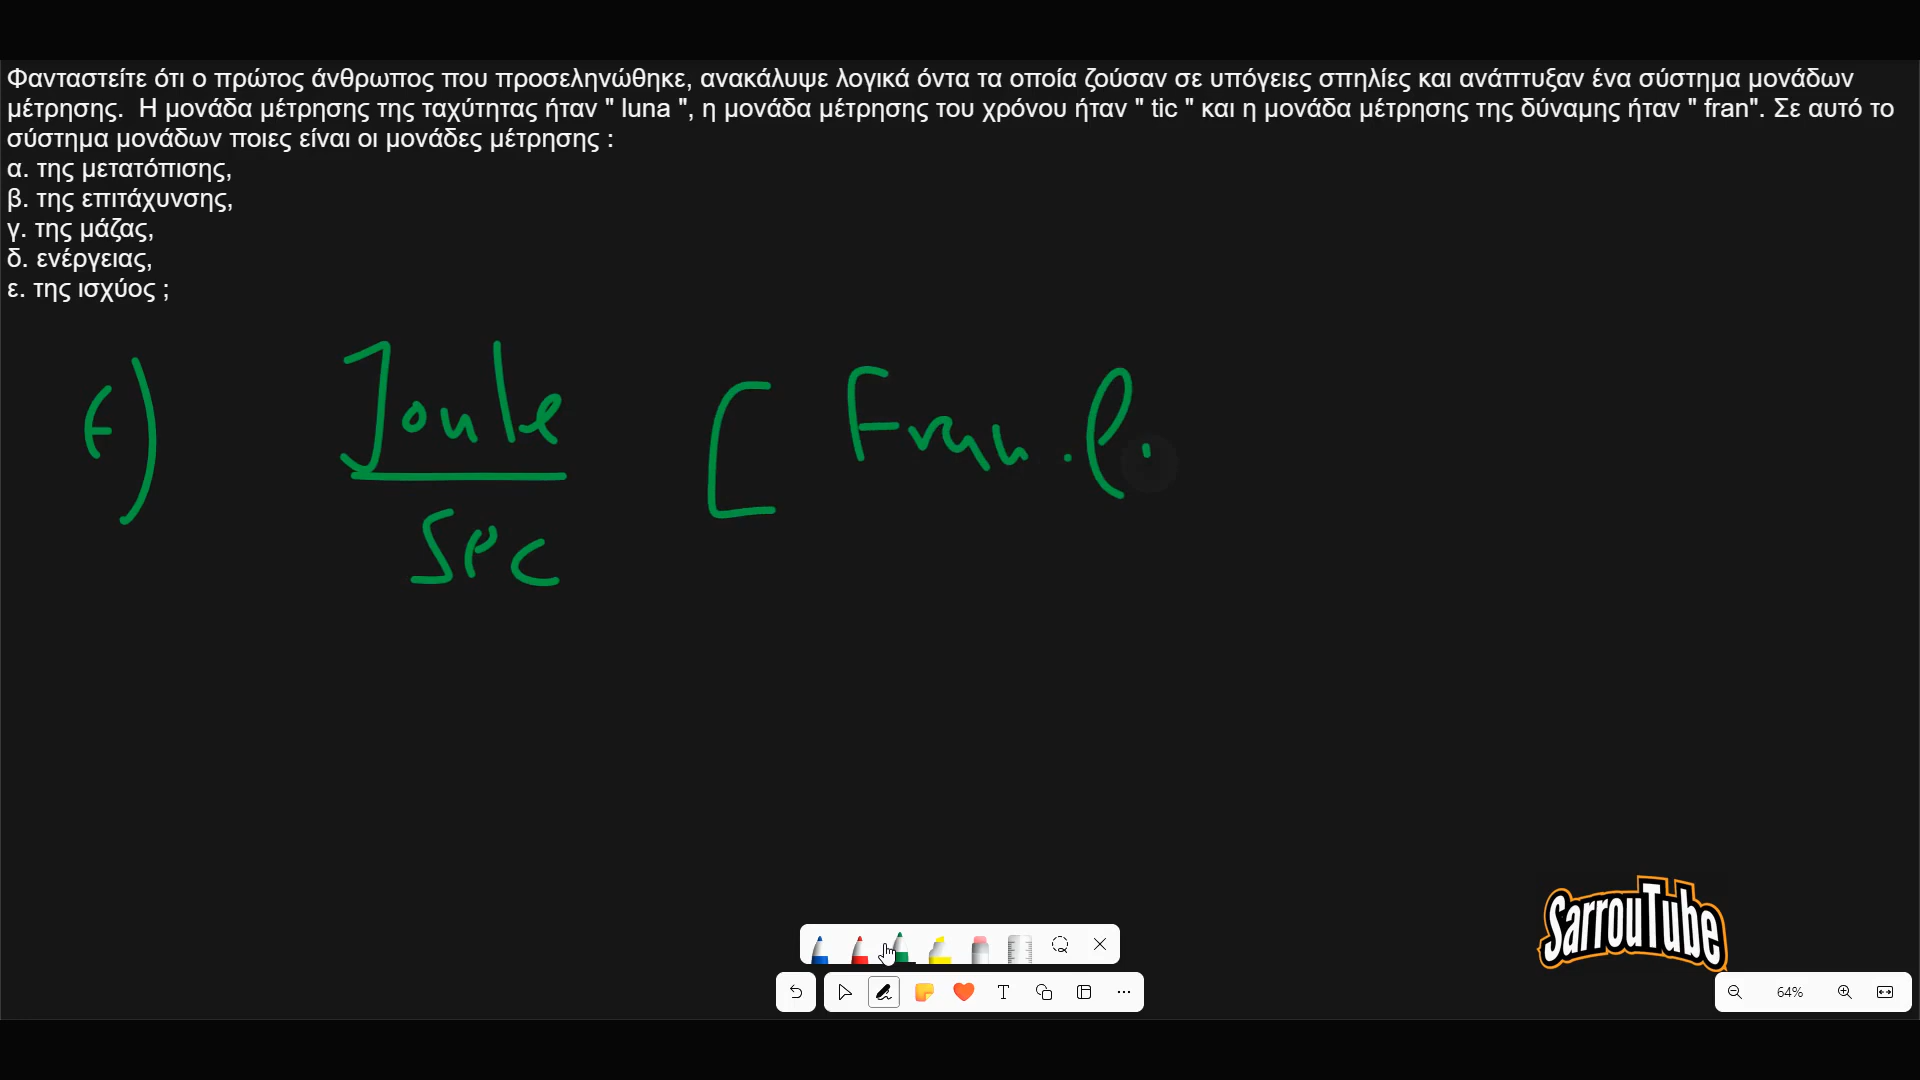 Φανταστείτε ότι ο πρώτος άνθρωπος που προσεληνώθηκε, ανακάλυψε λογικά όντα τα οποία ζούσαν σε υπόγειες σπηλίες και ανάπτυξαν ένα σύστημα μονάδων
μέτρησης. Η μονάδα μέτρησης της ταχύτητας ήταν " luna ", η μονάδα μέτρησης του χρόνου ήταν " tic " και η μονάδα μέτρησης της δύναμης ήταν " fran". Σε αυτό το
σύστημα μονάδων ποιες είναι οι μονάδες μέτρησης :
α. της μετατόπισης,
β. της επιτάχυνσης,
γ. της μάζας,
δ. ενέργειας,
ε. της ισχύος ;
ε) Joule [ Fran . l
sec
SarrouTube
64%